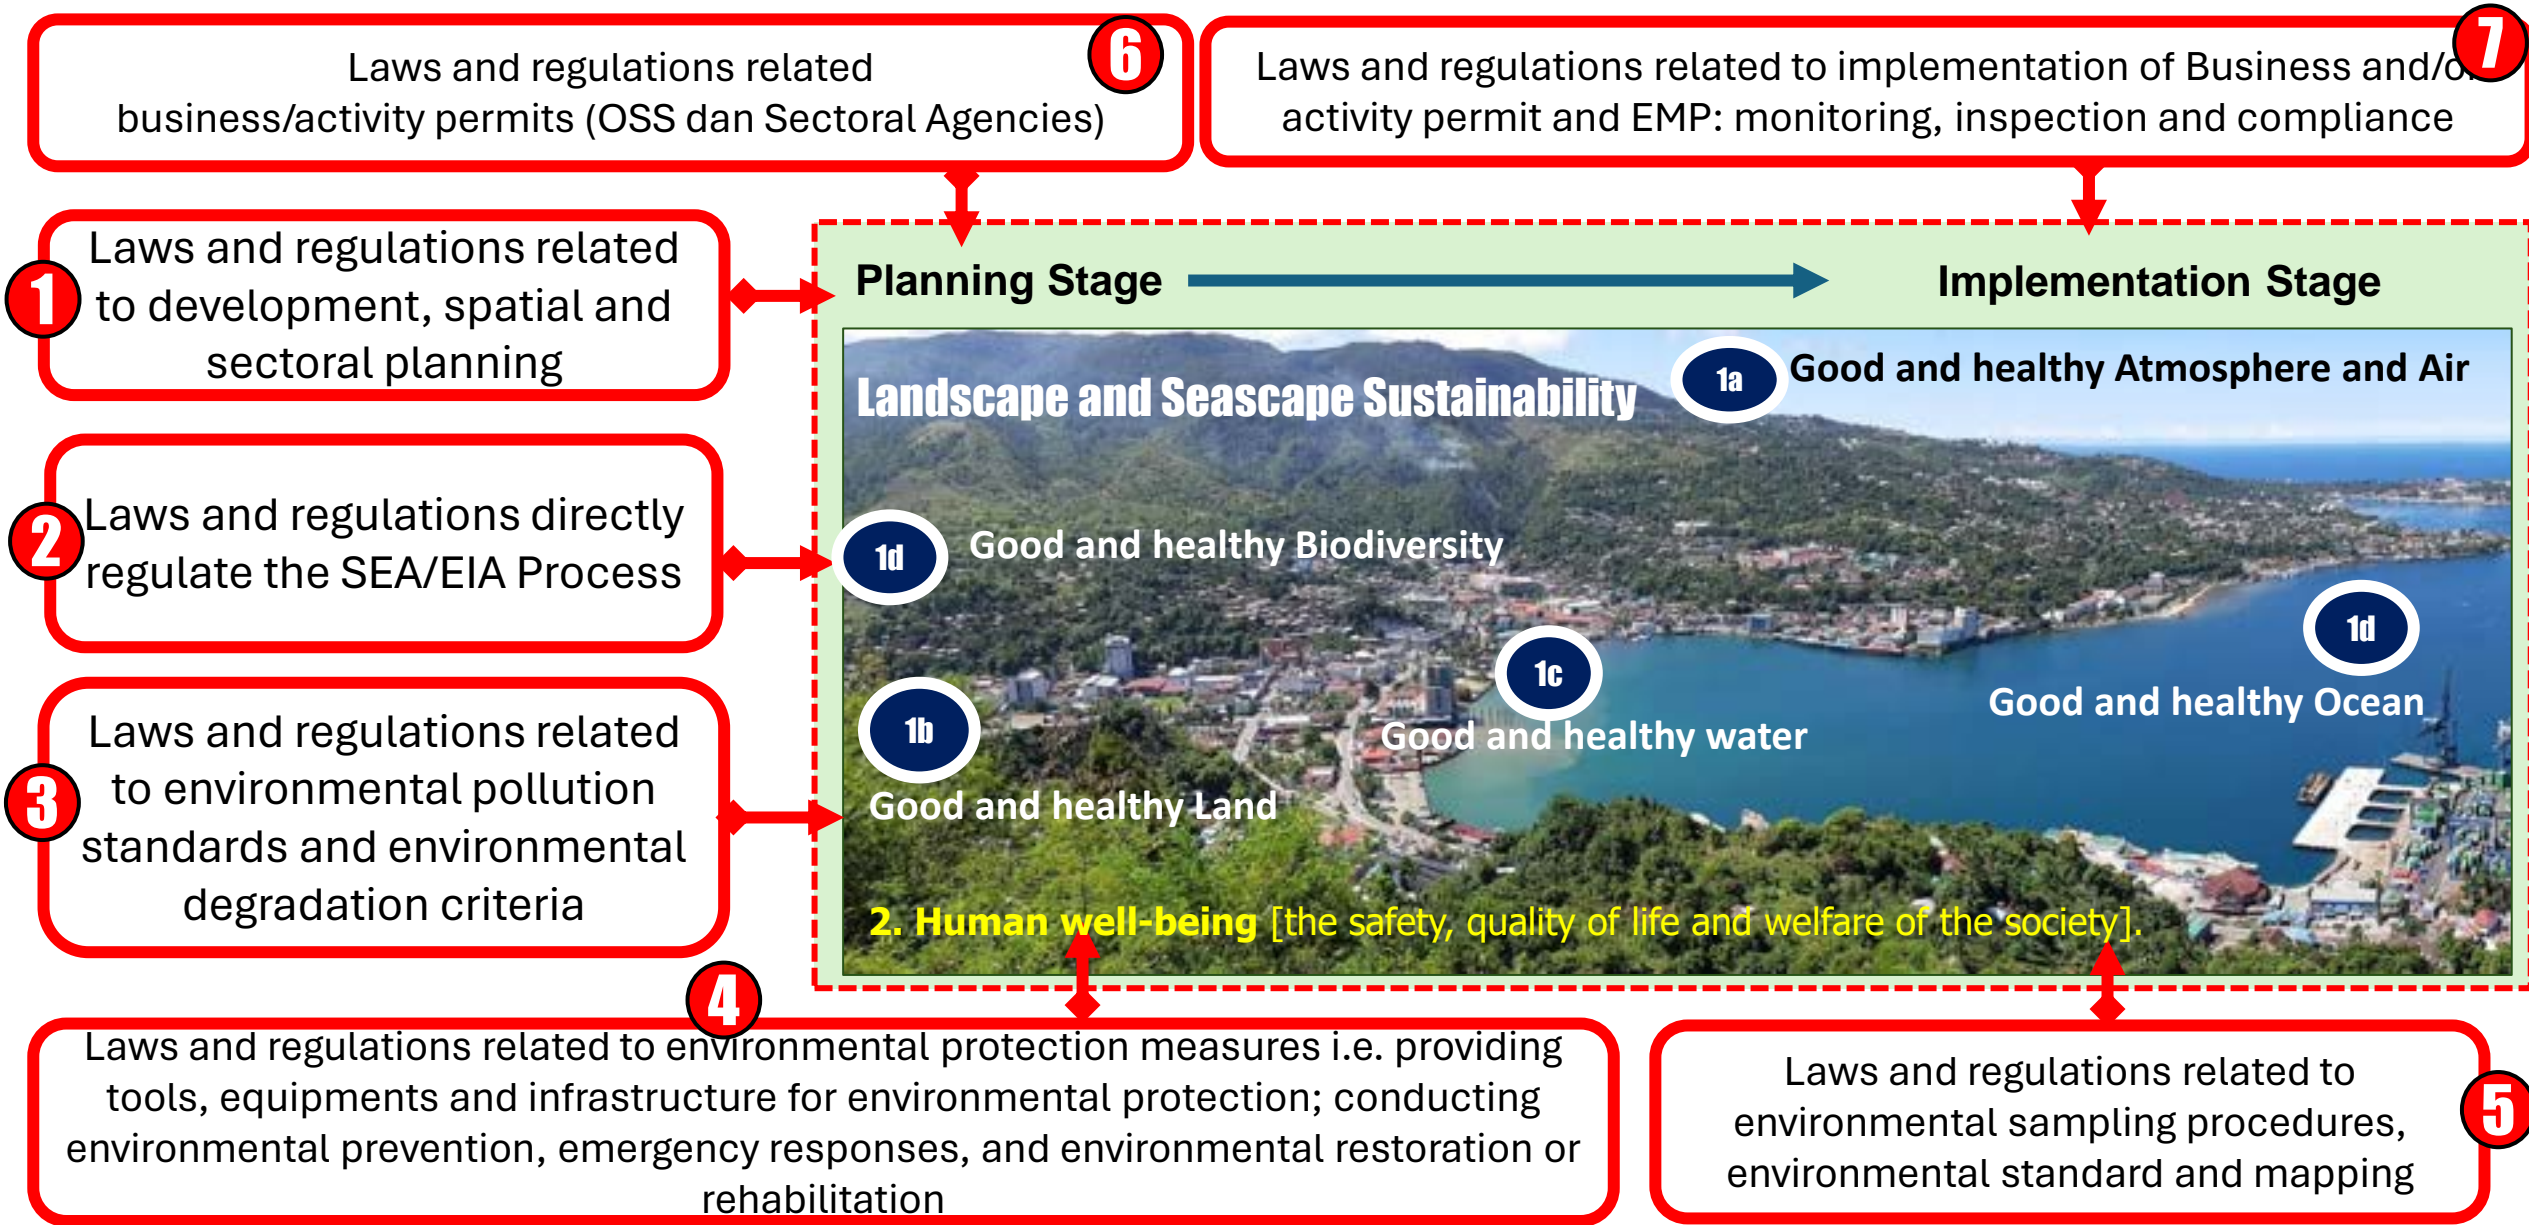 6
Laws and regulations related
business/activity permits (OSS dan Sectoral Agencies)
7
Laws and regulations related to implementation of Business and/o
activity permit and EMP: monitoring, inspection and compliance
1
Laws and regulations related
to development, spatial and
sectoral planning
2
Laws and regulations directly
regulate the SEA/EIA Process
3
Laws and regulations related
to environmental pollution
standards and environmental
degradation criteria
Planning Stage
Implementation Stage
Landscape and Seascape Sustainability
1a
Good and healthy Atmosphere and Air
1d
Good and healthy Biodiversity
1d
Good and healthy Ocean
1c
Good and healthy water
1b
Good and healthy Land
2. Human well-being [the safety, quality of life and welfare of the society].
4
Laws and regulations related to environmental protection measures i.e. providing
tools, equipments and infrastructure for environmental protection; conducting
environmental prevention, emergency responses, and environmental restoration or
rehabilitation
5
Laws and regulations related to
environmental sampling procedures,
environmental standard and mapping